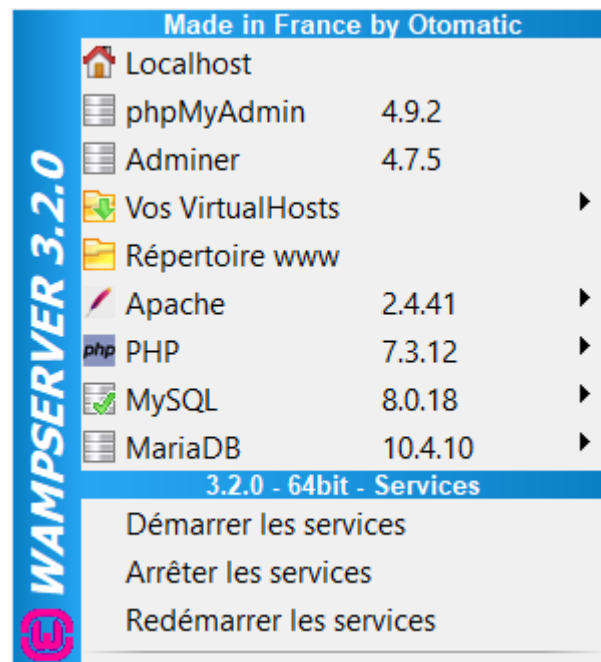 Made in France by Otomatic
Localhost
phpMyAdmin 4.9.2
Adminer 4.7.5
Vos VirtualHosts
Répertoire www
Apache 2.4.41
php PHP 7.3.12
MySQL 8.0.18
MariaDB 10.4.10
3.2.0 - 64bit - Services
Démarrer les services
Arrêter les services
Redémarrer les services
WAMPSERVER 3.2.0